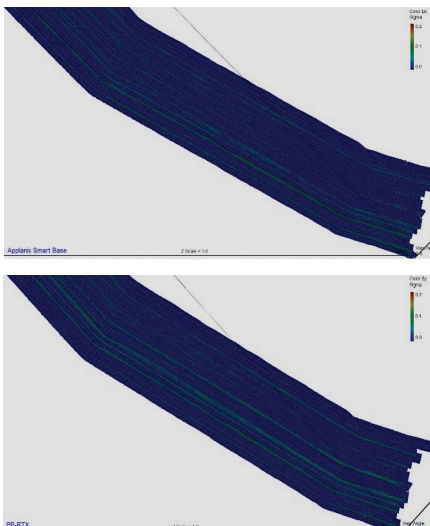 Color By
Sigma
0.2
0.1
0.0
Applanix Smart Base
Z Scale = 1.0
Color By
Sigma
0.2
0.1
0.0
PP-RTX